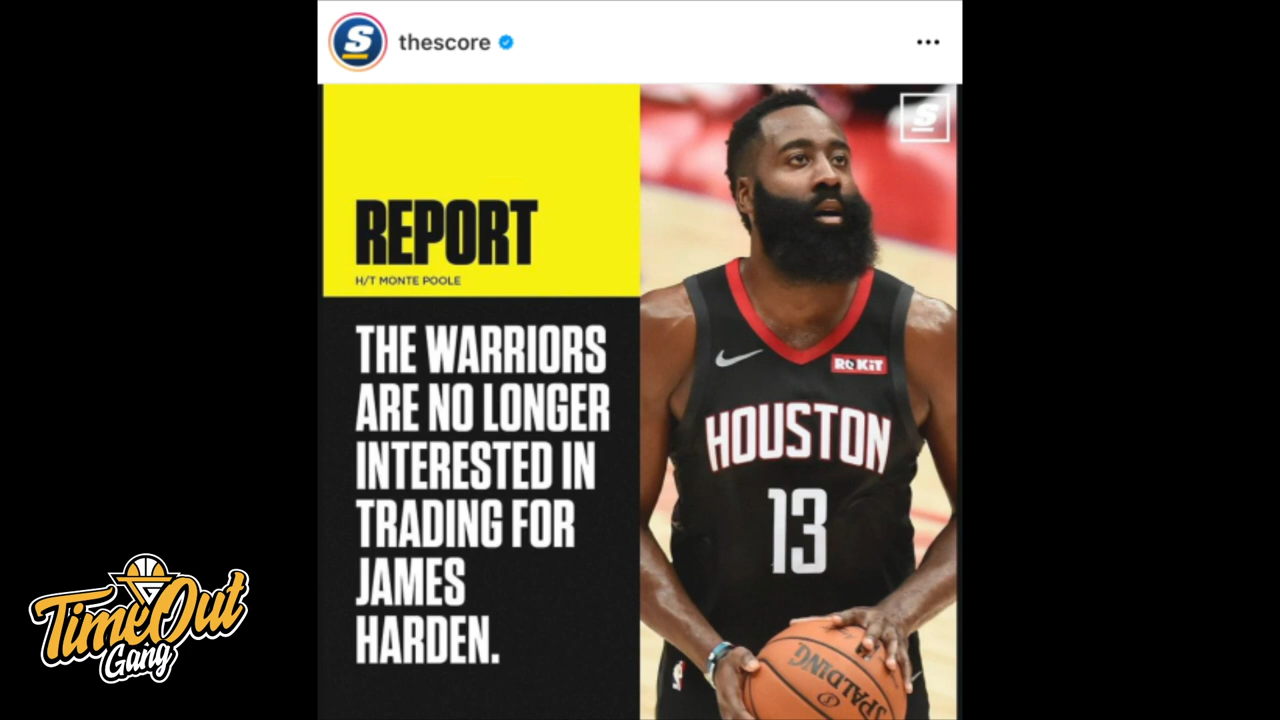 thescore
REPORT
H/T MONTE POOLE
THE WARRIORS
ARE NO LONGER
INTERESTED IN
TRADING FOR
JAMES
HARDEN.
S
S
ROKiT
HOUSTON
13
SPALDING
TimeOut
Gang